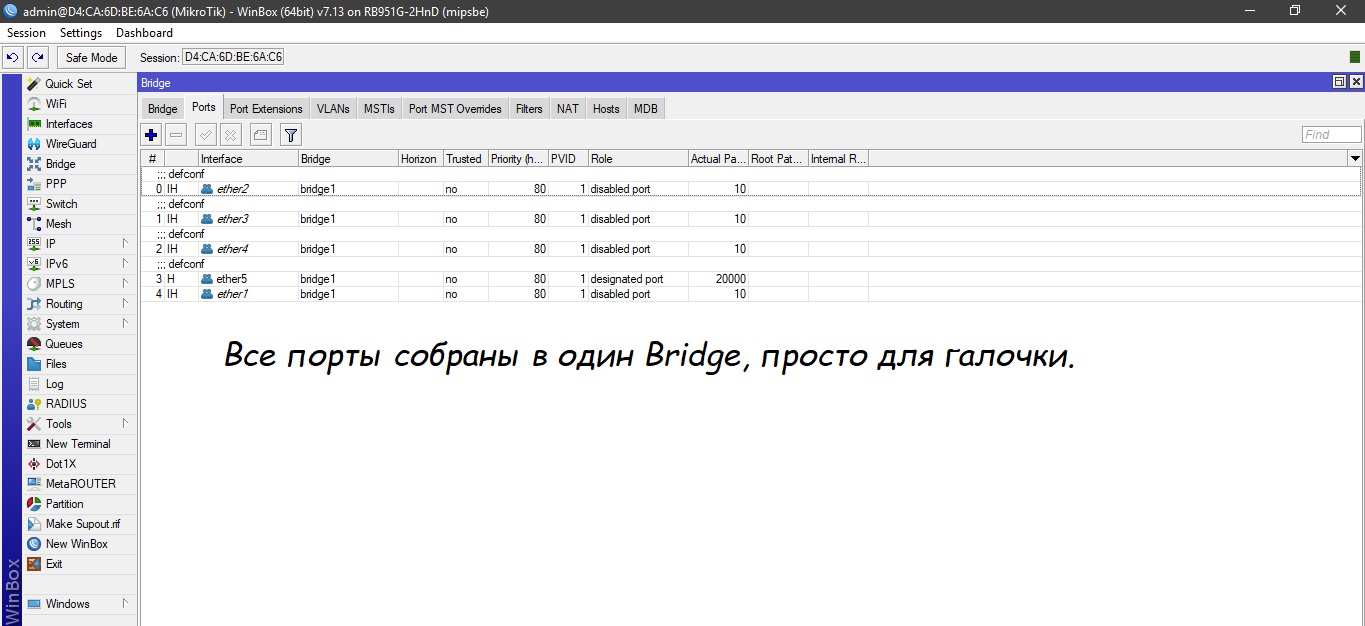 admin@D4:CA:6D:BE:6A:C6 (MikroTik) - WinBox (64bit) v7.13 on RB951G-2HnD (mipsbe)
Session Settings Dashboard
Safe Mode Session: D4:CA:6D:BE:6A:C6
Quick Set
WiFi
Interfaces
WireGuard
Bridge
PPP
Switch
Mesh
IP
IPv6
MPLS
Routing
System
Queues
Files
Log
RADIUS
Tools
New Terminal
Dot1X
MetaROUTER
Partition
Make Supout.rif
New WinBox
Exit
Windows
WinBox
Bridge
Bridge Ports Port Extensions VLANs MSTIs Port MST Overrides Filters NAT Hosts MDB
Find
# Interface Bridge Horizon Trusted Priority (h... PVID Role Actual Pa... Root Pat... Internal R...
;;; defconf
0 IH ether2 bridge1 no 80 1 disabled port 10
;;; defconf
1 IH ether3 bridge1 no 80 1 disabled port 10
;;; defconf
2 IH ether4 bridge1 no 80 1 disabled port 10
;;; defconf
3 H ether5 bridge1 no 80 1 designated port 20000
4 IH ether1 bridge1 no 80 1 disabled port 10
Все порты собраны в один Bridge, просто для галочки.